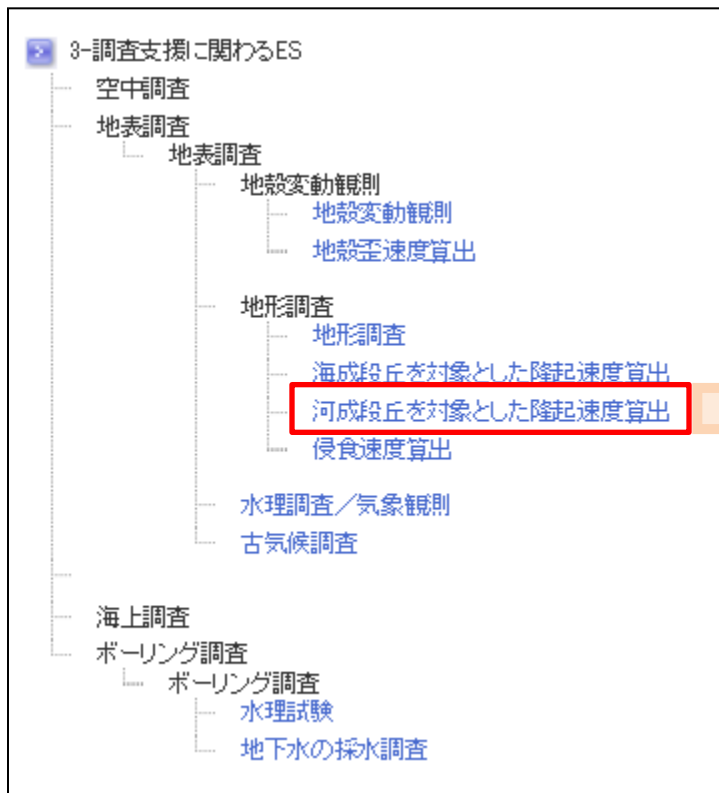 3-調査支援に関わるES
空中調査
地表調査
地表調査
地殻変動観測
地殻変動観測
地殻歪速度算出
地形調査
地形調査
海成段丘を対象とした隆起速度算出
河成段丘を対象とした隆起速度算出
侵食速度算出
水理調査／気象観測
古気候調査
海上調査
ボーリング調査
ボーリング調査
水理試験
地下水の採水調査